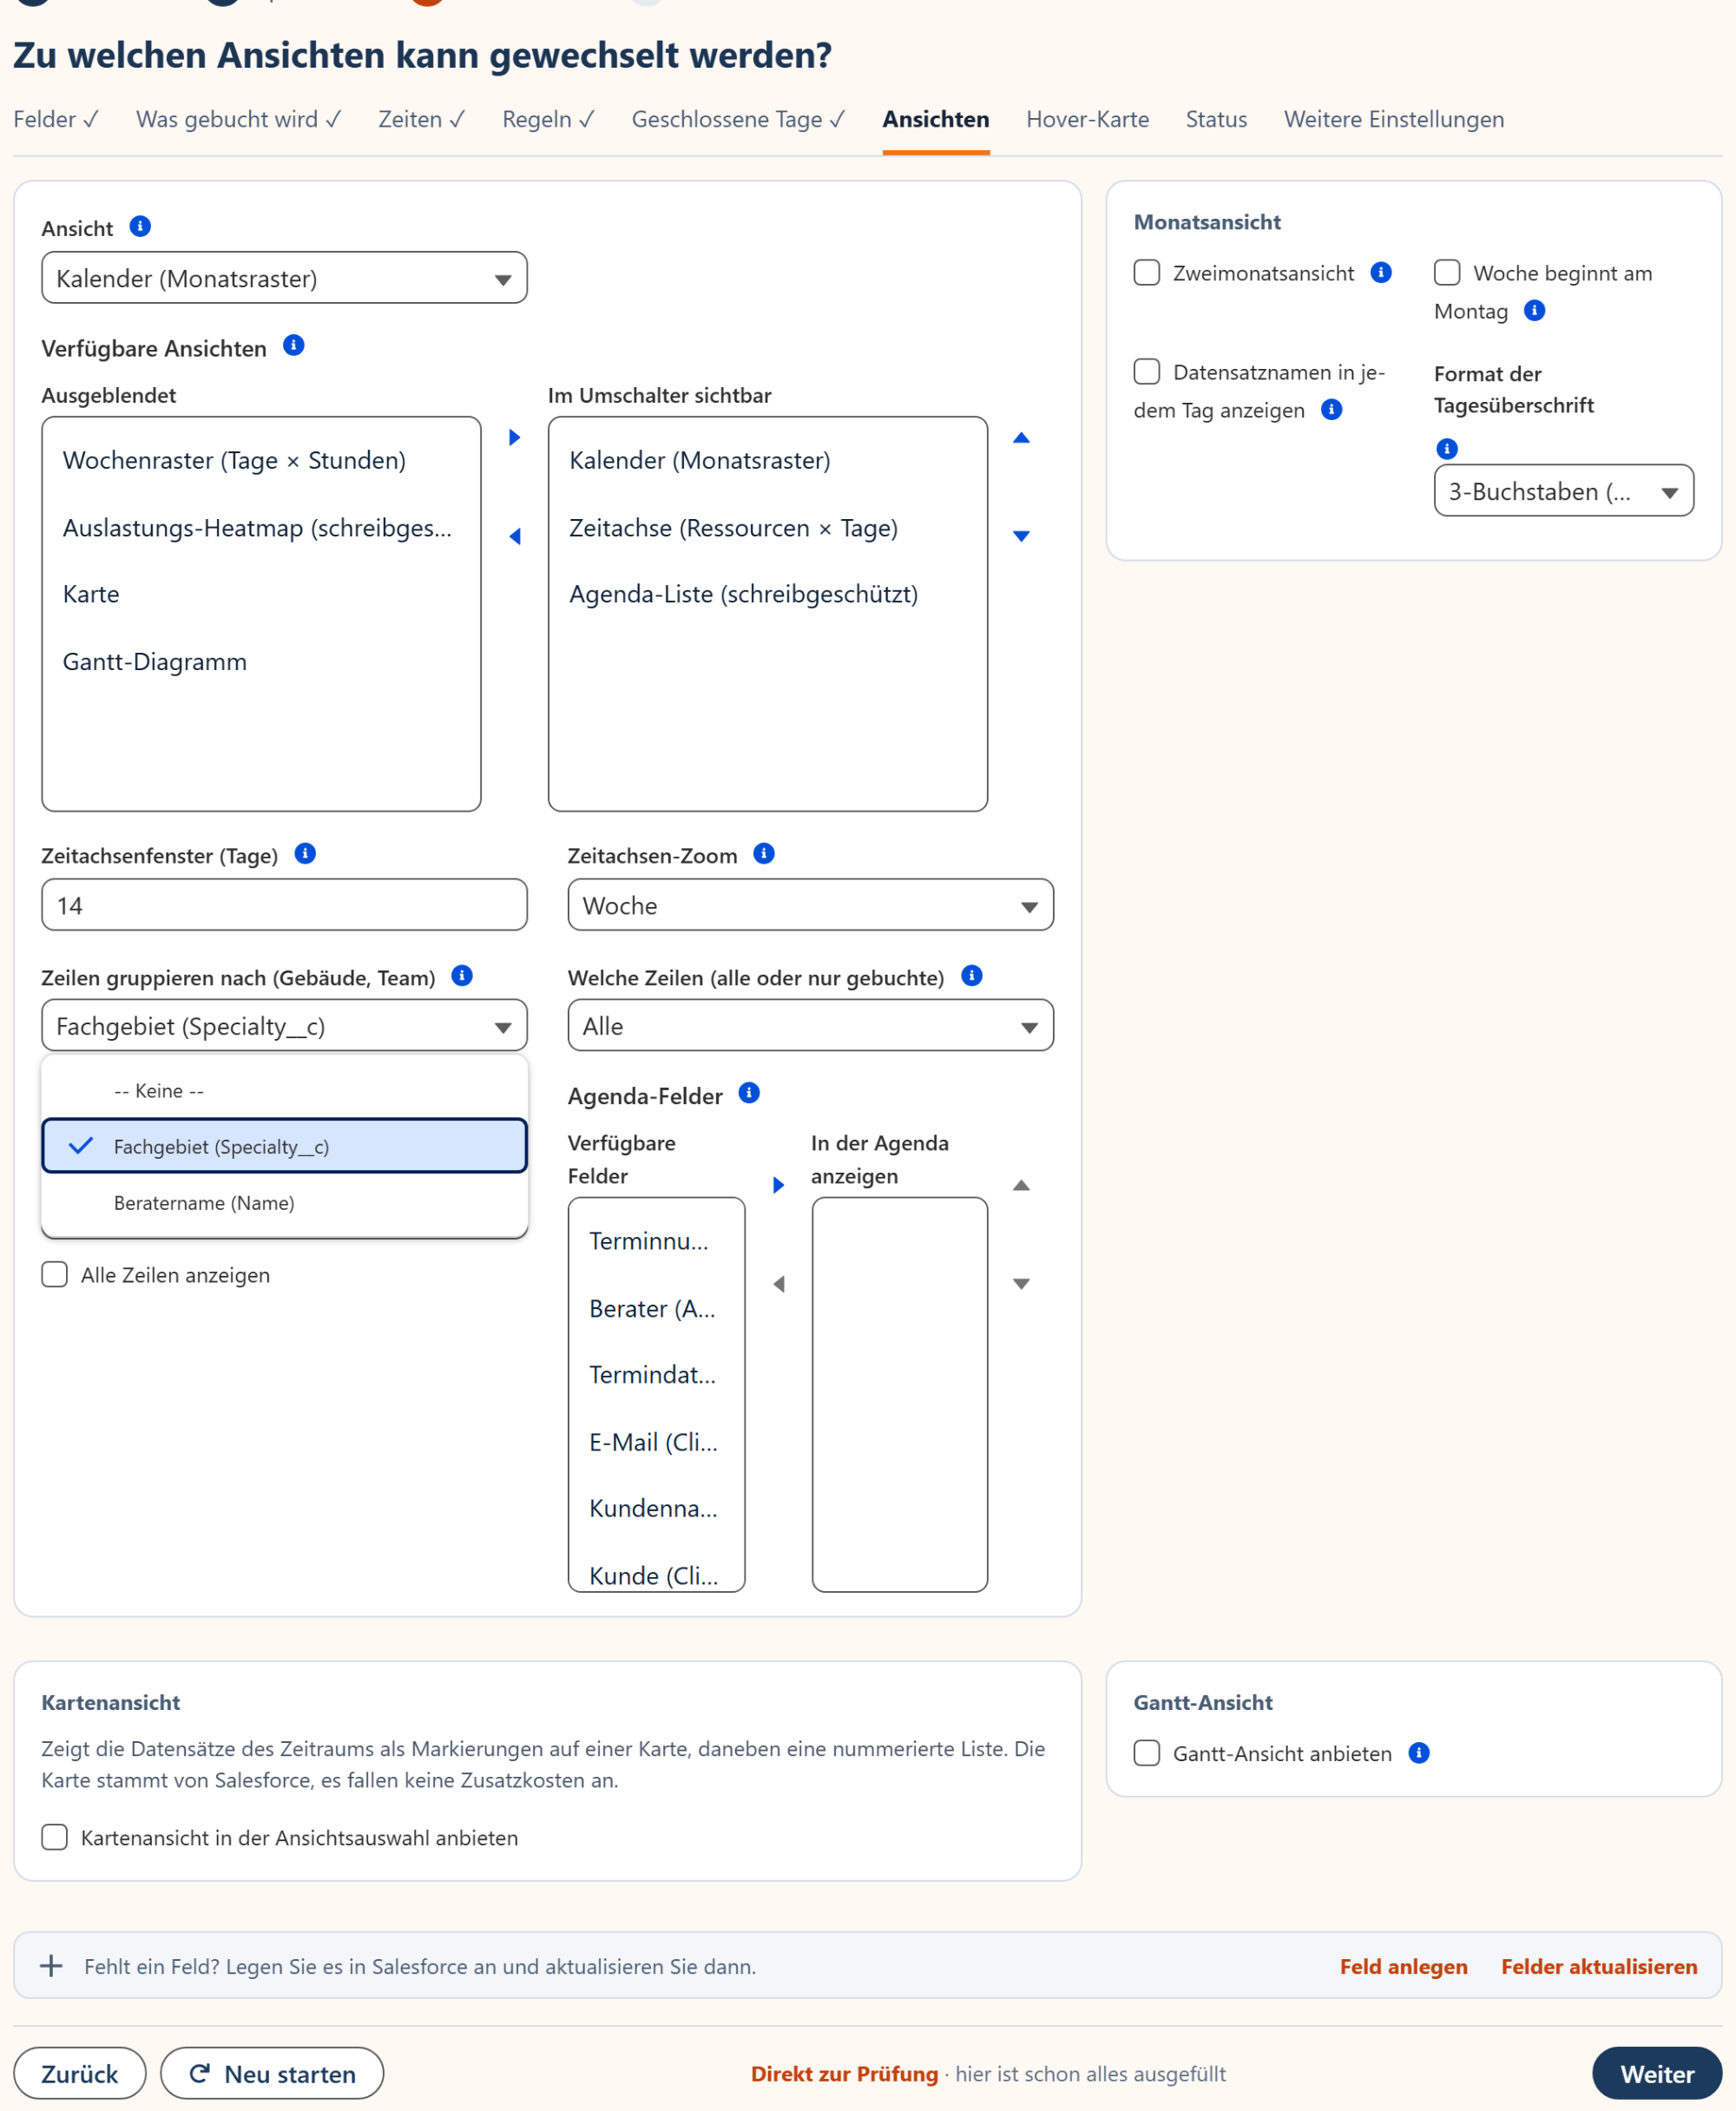 Zu welchen Ansichten kann gewechselt werden?
Felder ✓ Was gebucht wird ✓ Zeiten ✓ Regeln ✓ Geschlossene Tage ✓ Ansichten Hover-Karte Status Weitere Einstellungen
Ansicht
Kalender (Monatsraster)
Verfügbare Ansichten
Ausgeblendet
Wochenraster (Tage × Stunden)
Auslastungs-Heatmap (schreibges...
Karte
Gantt-Diagramm
Im Umschalter sichtbar
Kalender (Monatsraster)
Zeitachse (Ressourcen × Tage)
Agenda-Liste (schreibgeschützt)
Zeitachsenfenster (Tage)
14
Zeitachsen-Zoom
Woche
Zeilen gruppieren nach (Gebäude, Team)
Fachgebiet (Specialty__c)
-- Keine --
Fachgebiet (Specialty__c)
Beratername (Name)
Alle Zeilen anzeigen
Welche Zeilen (alle oder nur gebuchte)
Alle
Agenda-Felder
Verfügbare
Felder
Terminnu...
Berater (A...
Termindat...
E-Mail (Cli...
Kundenna...
Kunde (Cli...
In der Agenda
anzeigen
Monatsansicht
Zweimonatsansicht
Woche beginnt am
Montag
Datensatznamen in je-
dem Tag anzeigen
Format der
Tagesüberschrift
3-Buchstaben (...
Kartenansicht
Zeigt die Datensätze des Zeitraums als Markierungen auf einer Karte, daneben eine nummerierte Liste. Die
Karte stammt von Salesforce, es fallen keine Zusatzkosten an.
Kartenansicht in der Ansichtsauswahl anbieten
Gantt-Ansicht
Gantt-Ansicht anbieten
Fehlt ein Feld? Legen Sie es in Salesforce an und aktualisieren Sie dann.
Feld anlegen Felder aktualisieren
Zurück Neu starten Direkt zur Prüfung · hier ist schon alles ausgefüllt Weiter